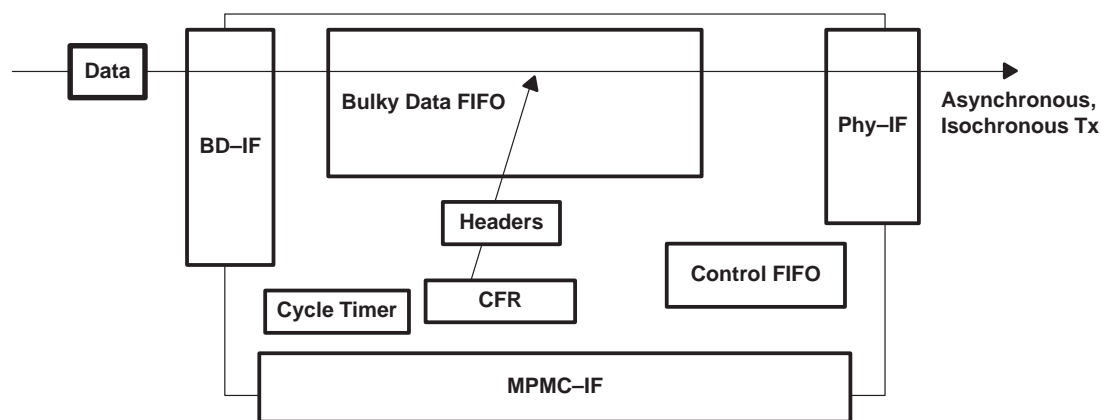 Data
BD–IF
Bulky Data FIFO
Phy–IF
Asynchronous,
Isochronous Tx
Headers
Control FIFO
CFR
Cycle Timer
MPMC–IF